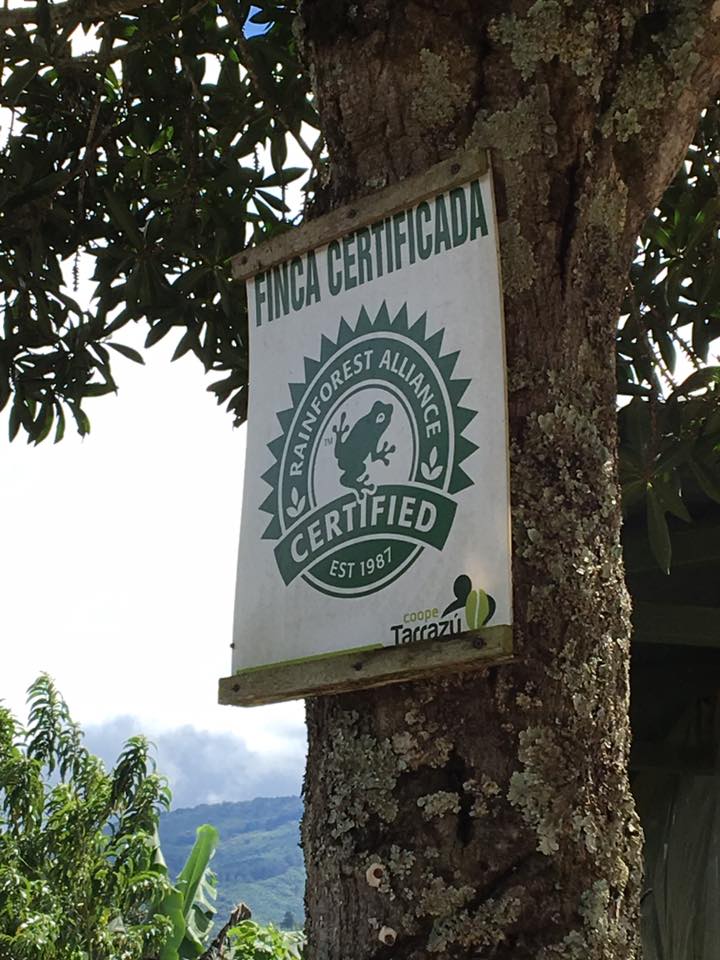 FINCA CERTIFICADA
RAINFOREST ALLIANCE
TM
CERTIFIED
EST 1987
coope
Tarrazú